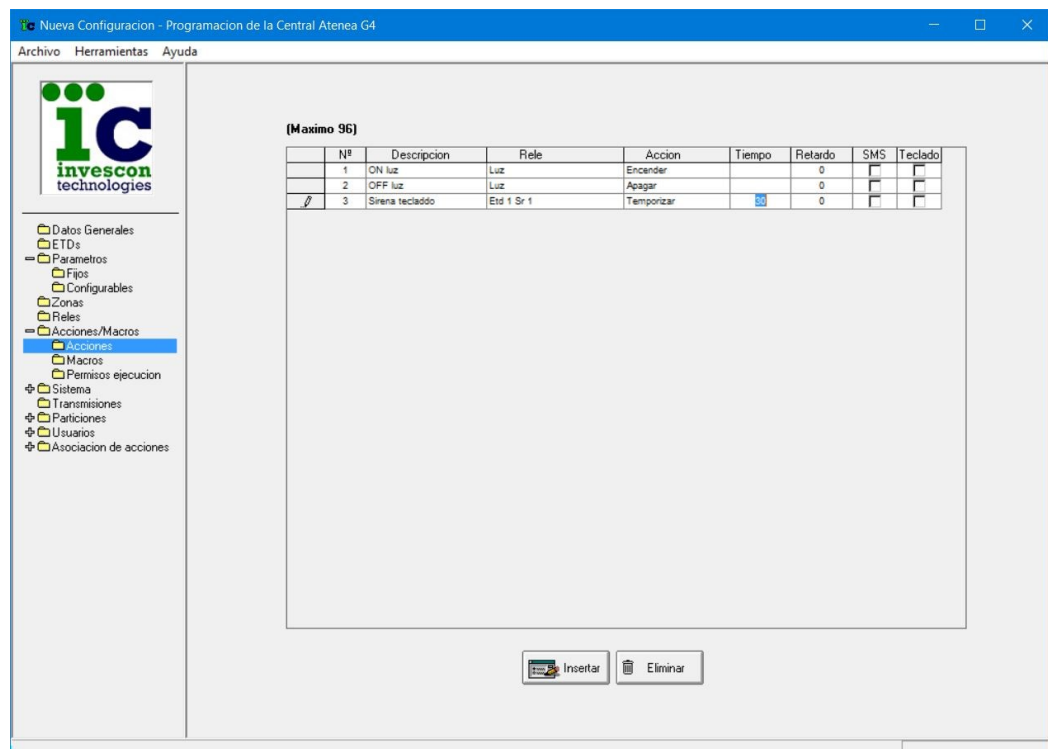 ic Nueva Configuracion - Programacion de la Central Atenea G4
Archivo Herramientas Ayuda
ic
invescon
technologies
Datos Generales
ETDs
Parametros
Fijos
Configurables
Zonas
Reles
Acciones/Macros
Acciones
Macros
Permisos ejecucion
Sistema
Transmisiones
Particiones
Usuarios
Asociacion de acciones
(Maximo 96)
Nº Descripcion Rele Accion Tiempo Retardo SMS Teclado
1 ON luz Luz Encender 0
2 OFF luz Luz Apagar 0
3 Sirena tecladdo Etd 1 Sr 1 Temporizar 30 0
Insertar Eliminar